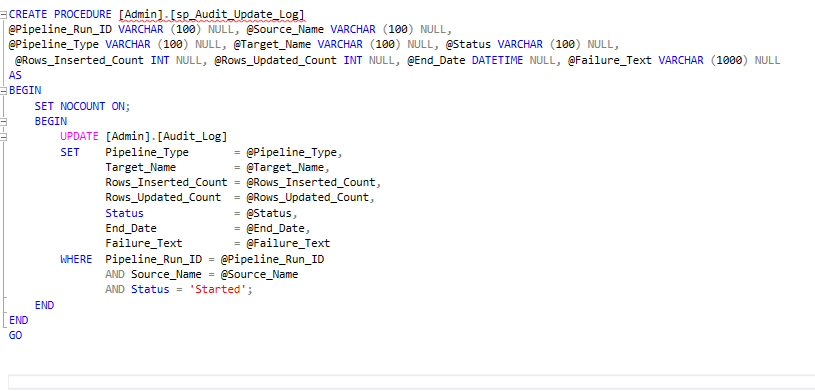 CREATE PROCEDURE [Admin].[sp_Audit_Update_Log]
@Pipeline_Run_ID VARCHAR (100) NULL, @Source_Name VARCHAR (100) NULL,
@Pipeline_Type VARCHAR (100) NULL, @Target_Name VARCHAR (100) NULL, @Status VARCHAR (100) NULL,
@Rows_Inserted_Count INT NULL, @Rows_Updated_Count INT NULL, @End_Date DATETIME NULL, @Failure_Text VARCHAR (1000) NULL
AS
BEGIN
SET NOCOUNT ON;
BEGIN
UPDATE [Admin].[Audit_Log]
SET Pipeline_Type = @Pipeline_Type,
Target_Name = @Target_Name,
Rows_Inserted_Count = @Rows_Inserted_Count,
Rows_Updated_Count = @Rows_Updated_Count,
Status = @Status,
End_Date = @End_Date,
Failure_Text = @Failure_Text
WHERE Pipeline_Run_ID = @Pipeline_Run_ID
AND Source_Name = @Source_Name
AND Status = 'Started';
END
END
GO